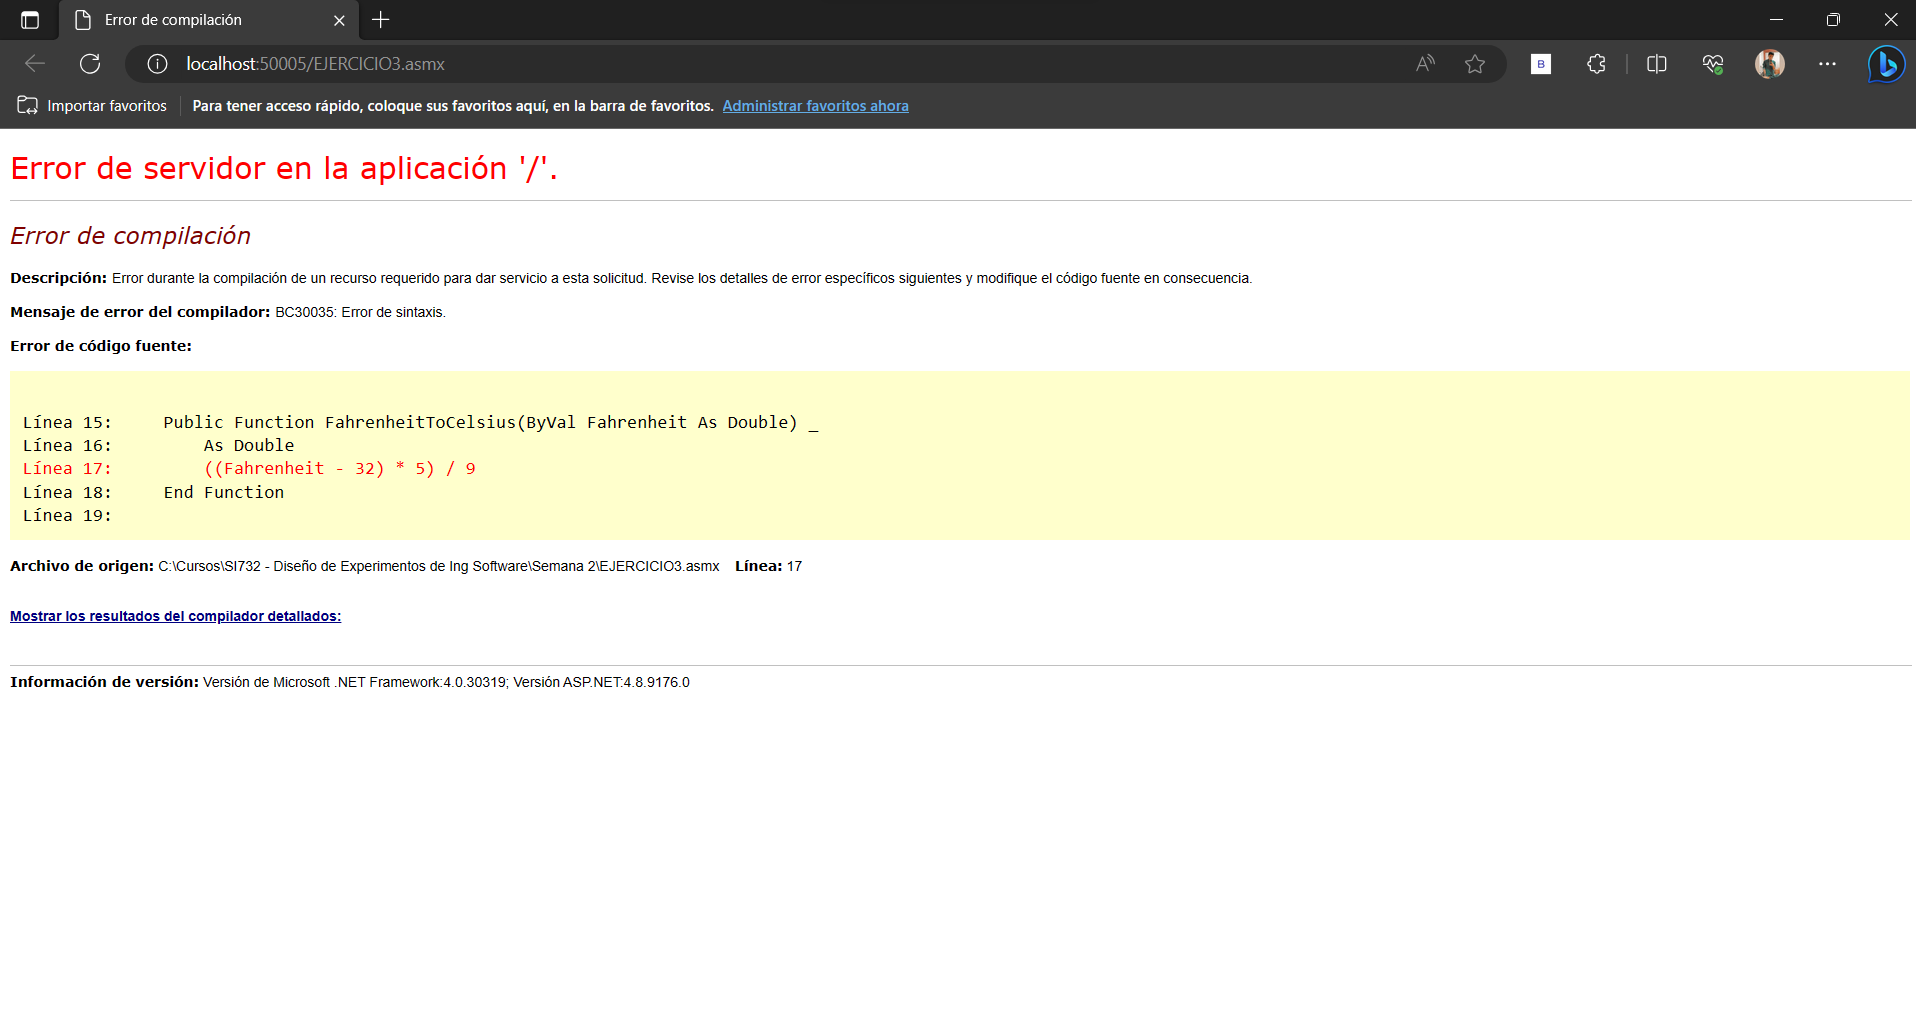 Error de compilación
localhost:50005/EJERCICIO3.asmx
B
Importar favoritos
Para tener acceso rápido, coloque sus favoritos aquí, en la barra de favoritos. Administrar favoritos ahora
Error de servidor en la aplicación '/'.
Error de compilación
Descripción: Error durante la compilación de un recurso requerido para dar servicio a esta solicitud. Revise los detalles de error específicos siguientes y modifique el código fuente en consecuencia.
Mensaje de error del compilador: BC30035: Error de sintaxis.
Error de código fuente:
Línea 15:     Public Function FahrenheitToCelsius(ByVal Fahrenheit As Double) _
Línea 16:         As Double
Línea 17:         ((Fahrenheit - 32) * 5) / 9
Línea 18:     End Function
Línea 19:
Archivo de origen: C:\Cursos\SI732 - Diseño de Experimentos de Ing Software\Semana 2\EJERCICIO3.asmx    Línea: 17
Mostrar los resultados del compilador detallados:
Información de versión: Versión de Microsoft .NET Framework:4.0.30319; Versión ASP.NET:4.8.9176.0